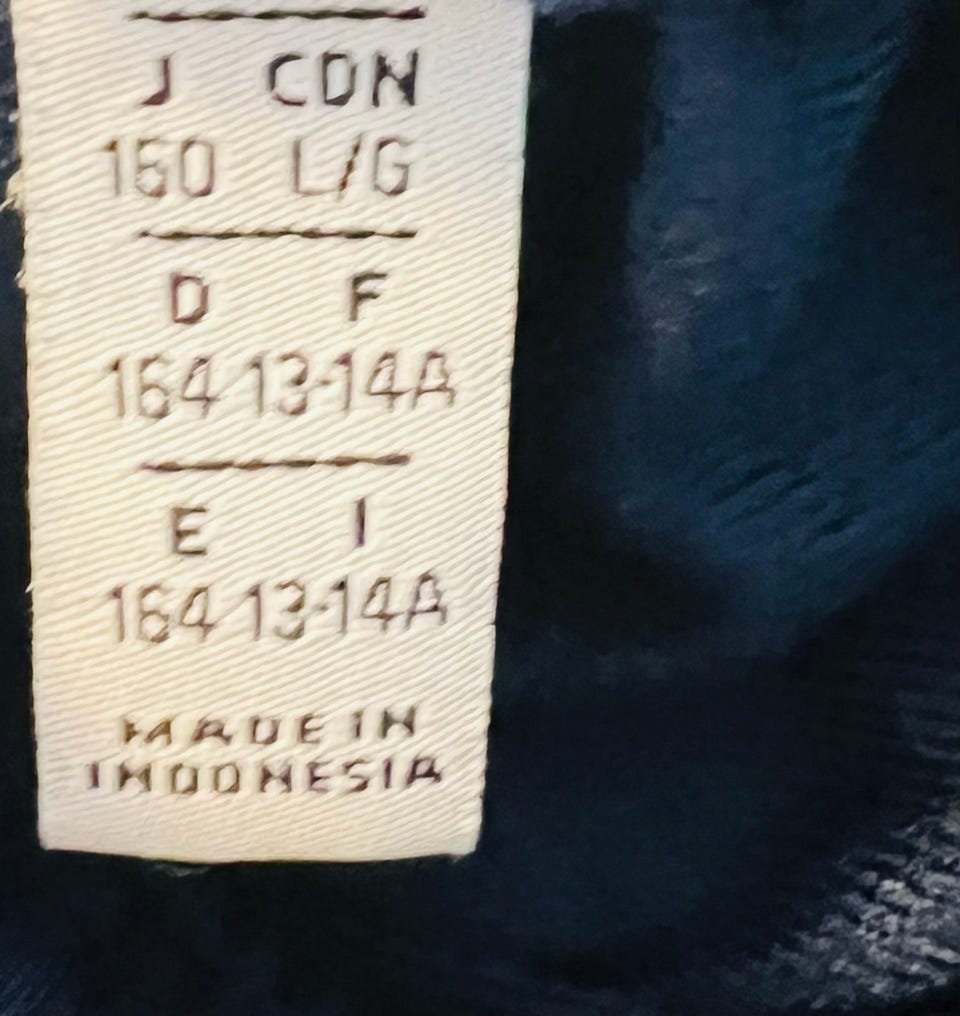 J CDN
160 L/G
D F
164 13-14A
E I
164 13-14A
MADE IN
INDONESIA